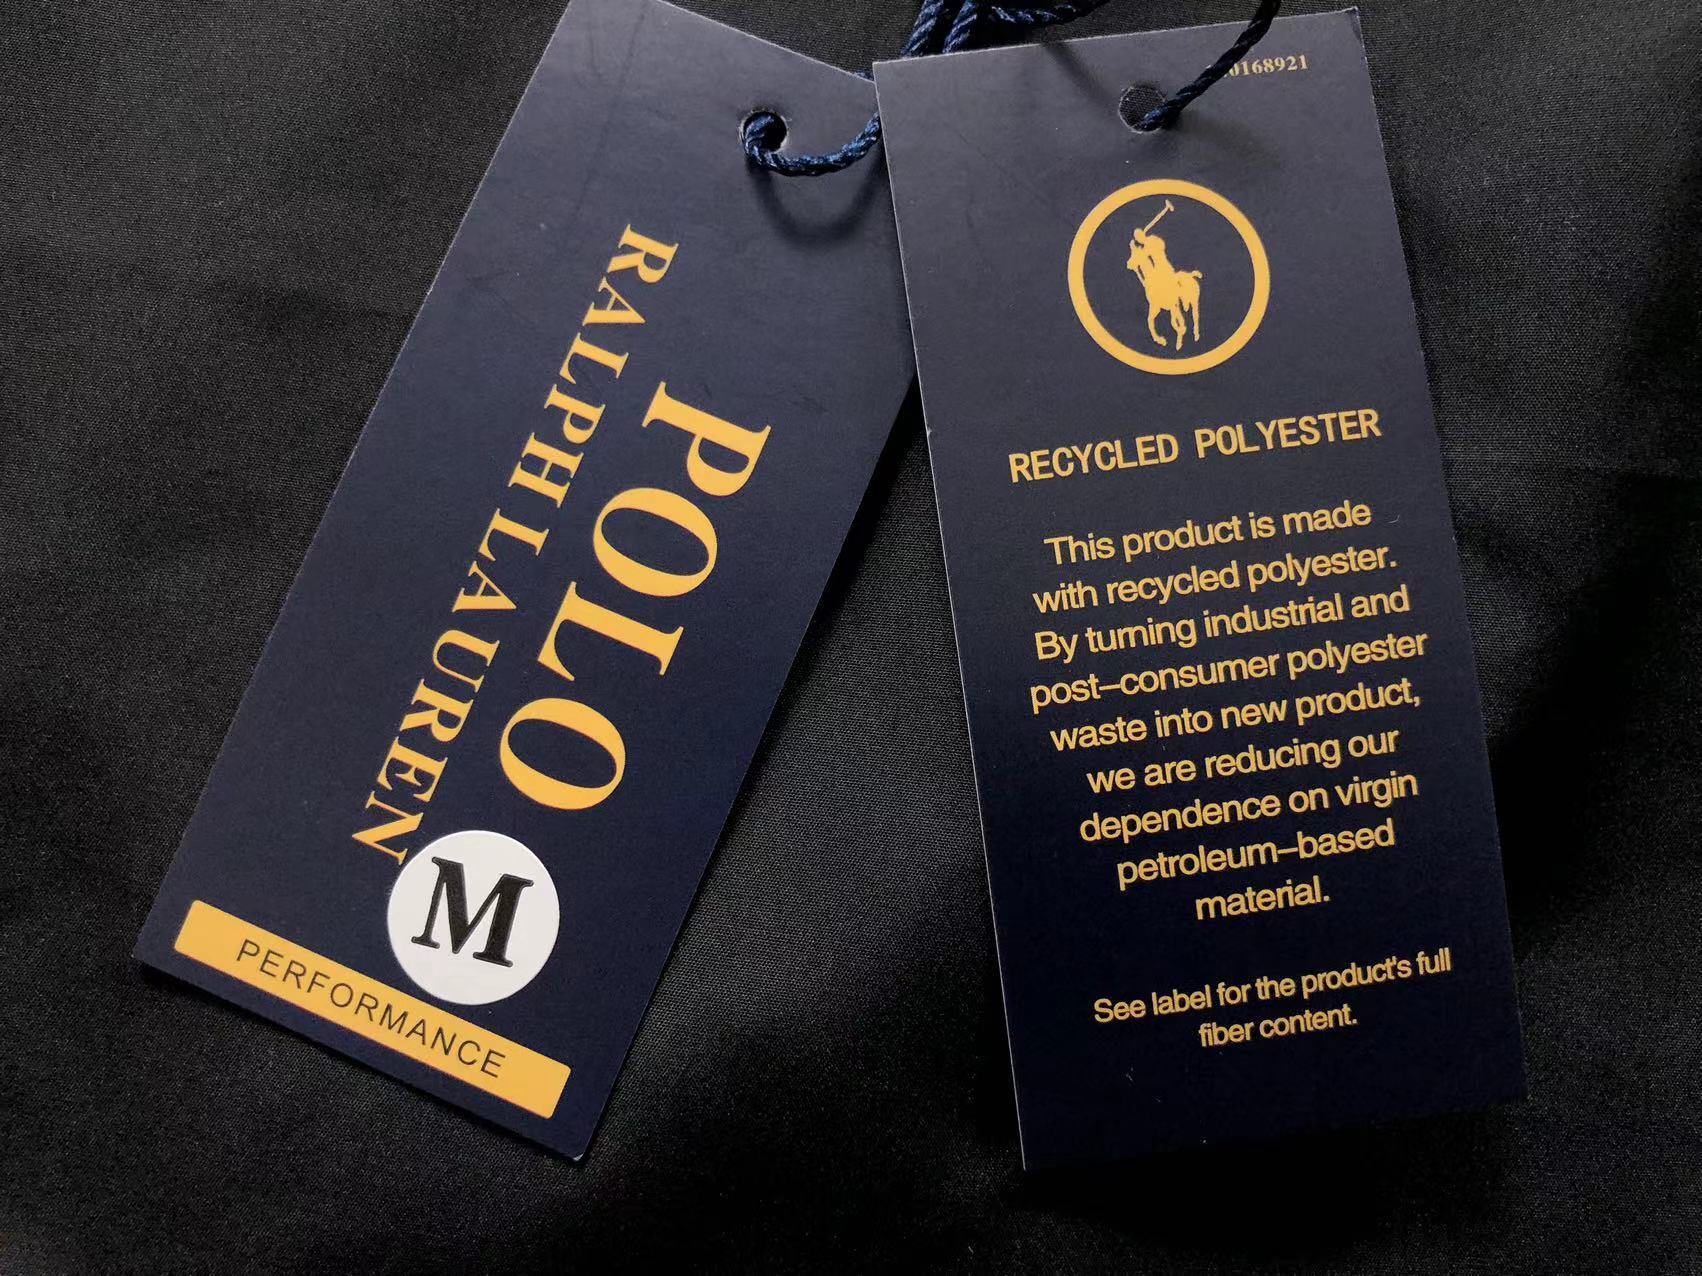 POLO
RALPH LAUREN
M
PERFORMANCE
RECYCLED POLYESTER
This product is made
with recycled polyester.
By turning industrial and
post–consumer polyester
waste into new product,
we are reducing our
dependence on virgin
petroleum–based
material.
See label for the product's full
fiber content.